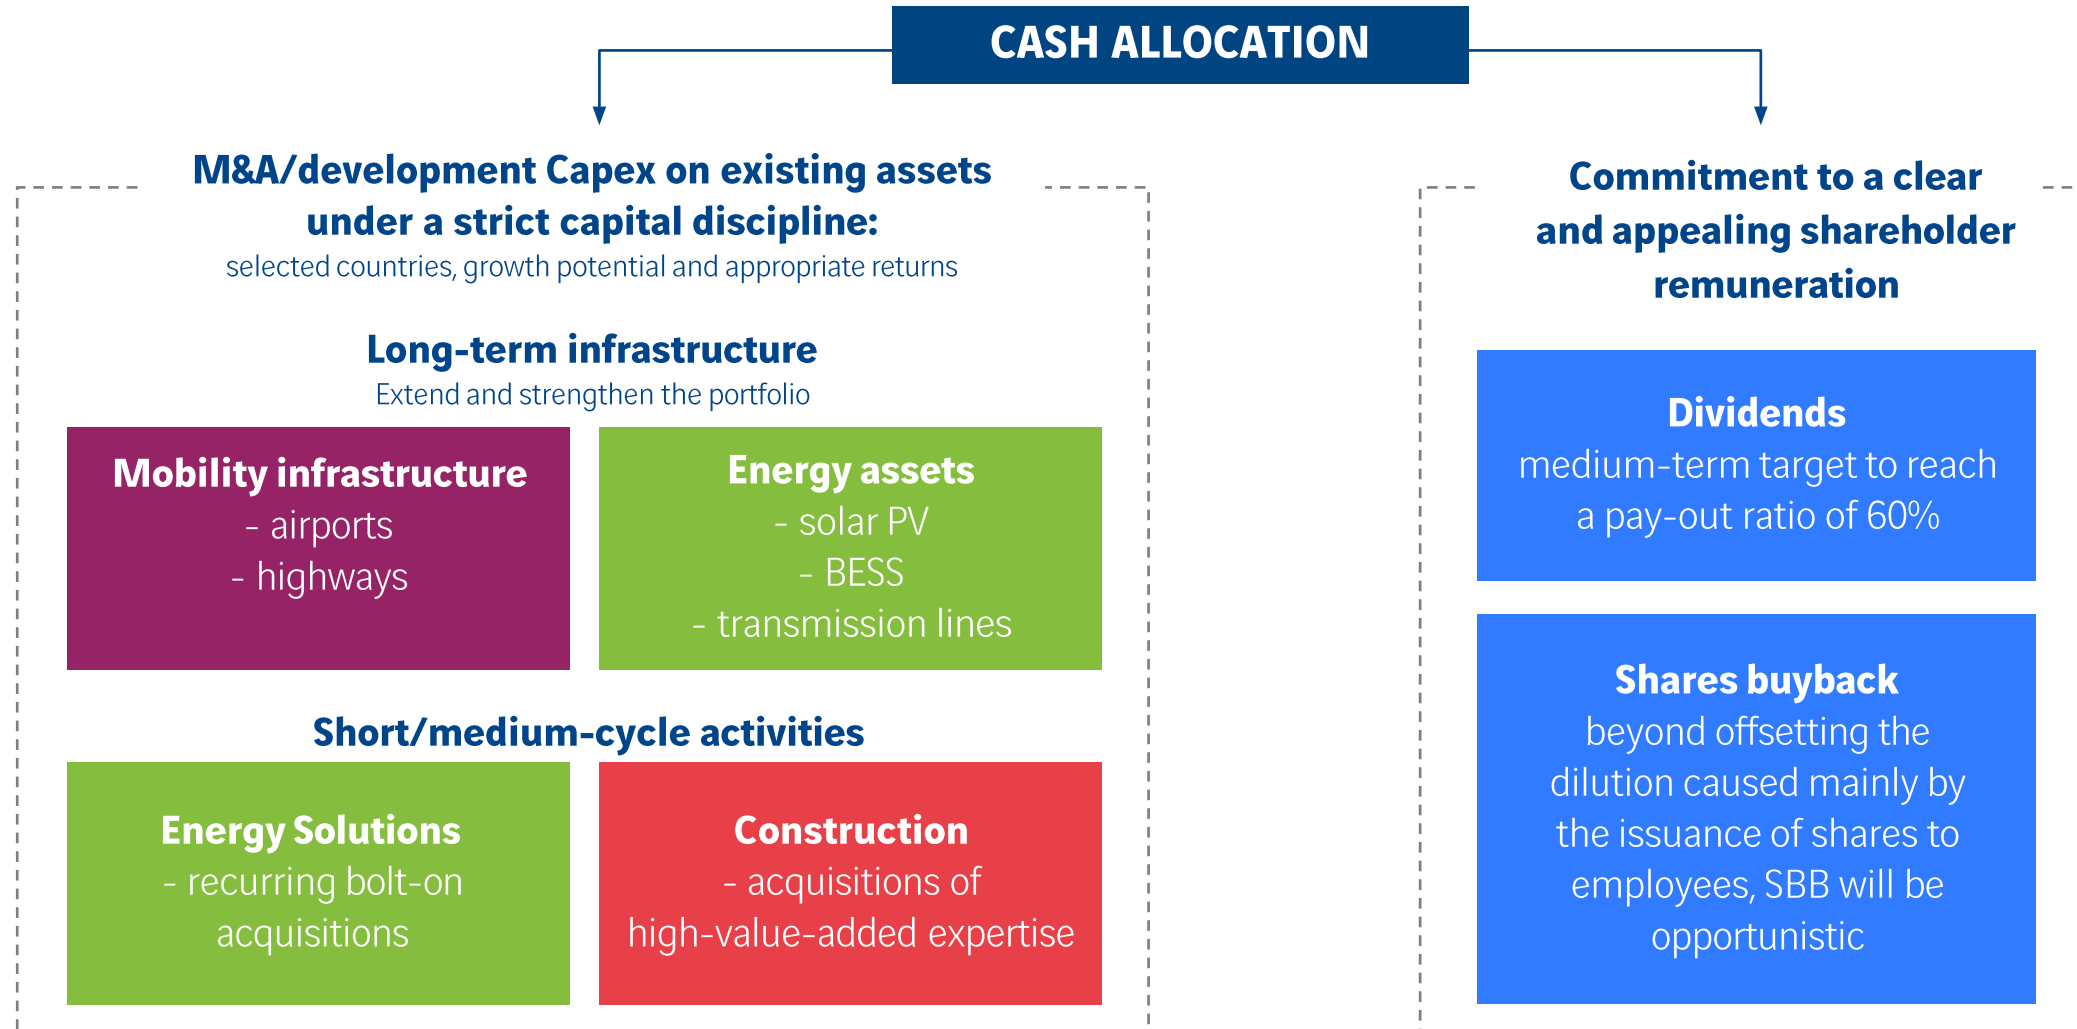 CASH ALLOCATION
M&A/development Capex on existing assets
under a strict capital discipline:
selected countries, growth potential and appropriate returns
Long-term infrastructure
Extend and strengthen the portfolio
Mobility infrastructure
- airports
- highways
Energy assets
- solar PV
- BESS
- transmission lines
Short/medium-cycle activities
Energy Solutions
- recurring bolt-on
acquisitions
Construction
- acquisitions of
high-value-added expertise
Commitment to a clear
and appealing shareholder
remuneration
Dividends
medium-term target to reach
a pay-out ratio of 60%
Shares buyback
beyond offsetting the
dilution caused mainly by
the issuance of shares to
employees, SBB will be
opportunistic